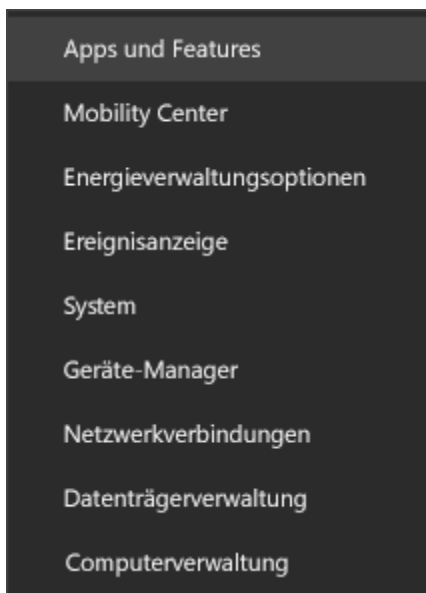 Apps und Features
Mobility Center
Energieverwaltungsoptionen
Ereignisanzeige
System
Geräte-Manager
Netzwerkverbindungen
Datenträgerverwaltung
Computerverwaltung